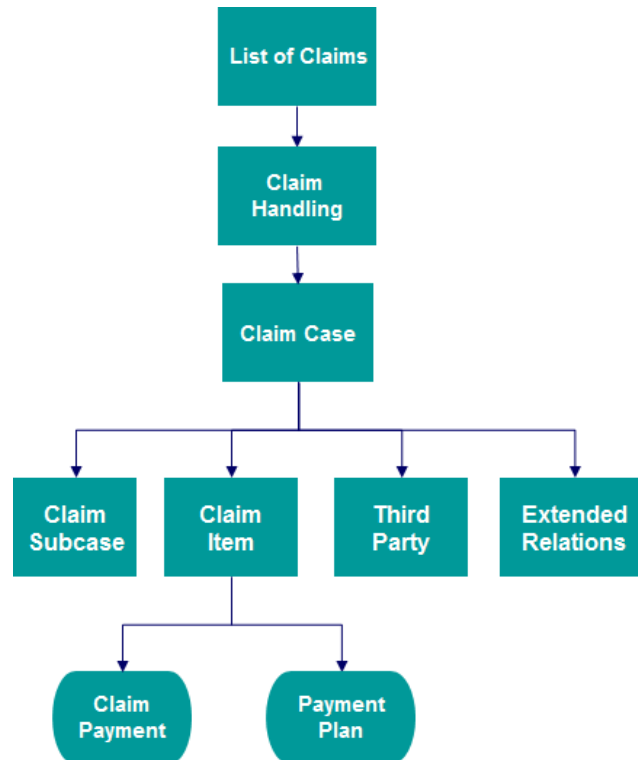 List of Claims
Claim
Handling
Claim Case
Claim
Subcase
Claim
Item
Third
Party
Extended
Relations
Claim
Payment
Payment
Plan